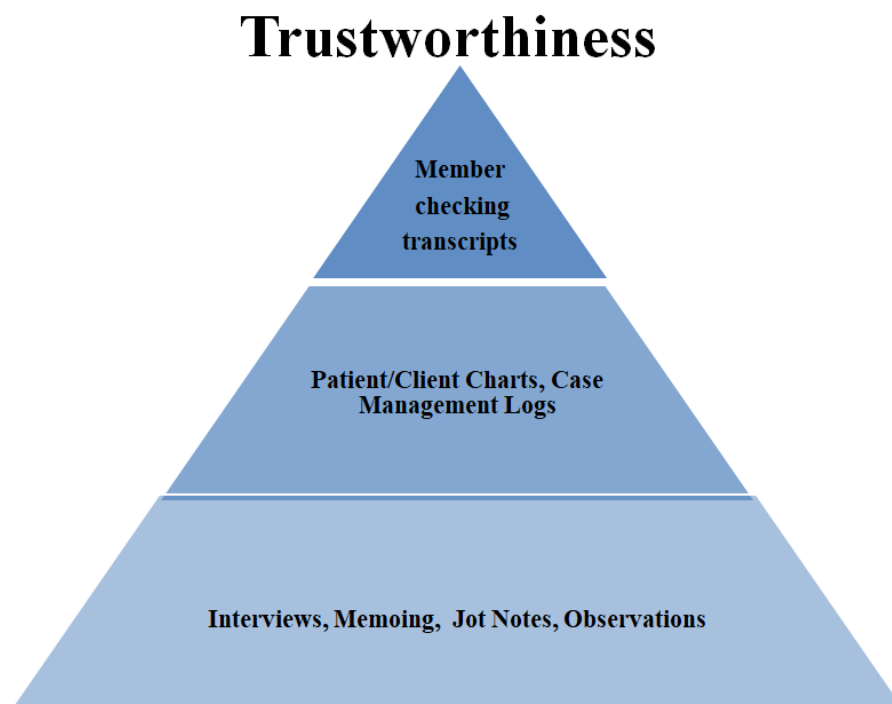 Trustworthiness
Member
checking
transcripts
Patient/Client Charts, Case
Management Logs
Interviews, Memoing, Jot Notes, Observations